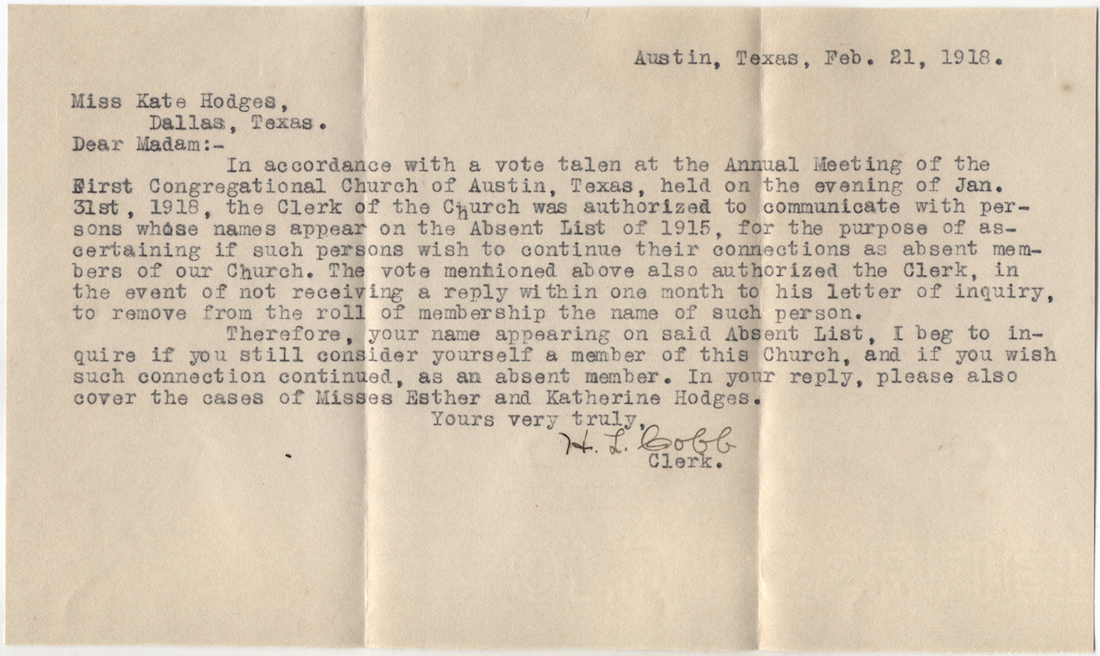 Austin, Texas, Feb. 21, 1918.
Miss Kate Hodges,
Dallas, Texas.
Dear Madam:-
In accordance with a vote talen at the Annual Meeting of the
First Congregational Church of Austin, Texas, held on the evening of Jan.
31st, 1918, the Clerk of the Church was authorized to communicate with per-
sons whose names appear on the Absent List of 1915, for the purpose of as-
certaining if such persons wish to continue their connections as absent mem-
bers of our Church. The vote mentioned above also authorized the Clerk, in
the event of not receiving a reply within one month to his letter of inquiry,
to remove from the roll of membership the name of such person.
Therefore, your name appearing on said Absent List, I beg to in-
quire if you still consider yourself a member of this Church, and if you wish
such connection continued, as an absent member. In your reply, please also
cover the cases of Misses Esther and Katherine Hodges.
Yours very truly,
H. L. Cobb
Clerk.